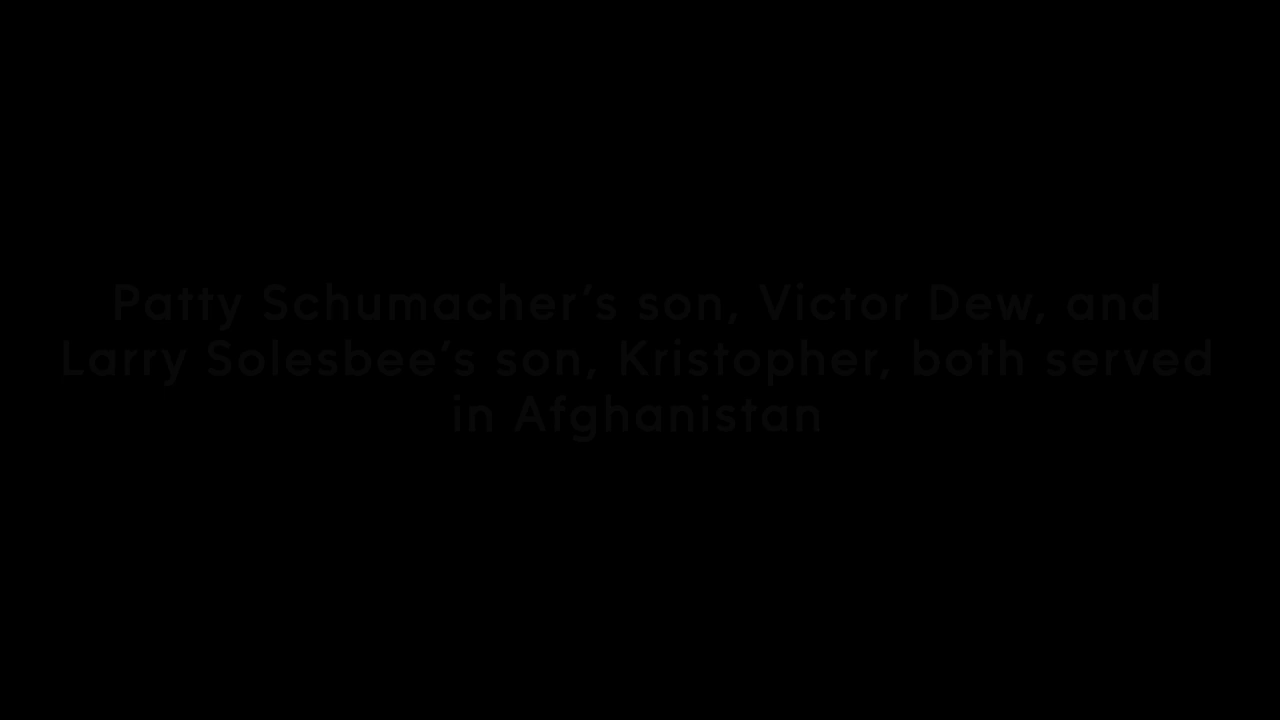 Patty Schumacher’s son, Victor Dew, and
Larry Solesbee’s son, Kristopher, both served
in Afghanistan